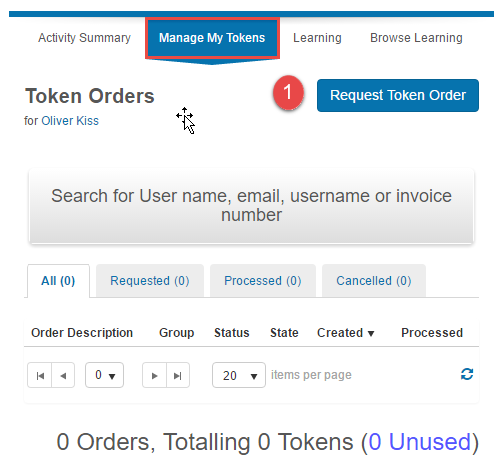 Activity Summary Manage My Tokens Learning Browse Learning
Token Orders
1 Request Token Order
for Oliver Kiss
Search for User name, email, username or invoice
number
All (0) Requested (0) Processed (0) Cancelled (0)
Order Description Group Status State Created Processed
0 20 items per page
0 Orders, Totalling 0 Tokens (0 Unused)